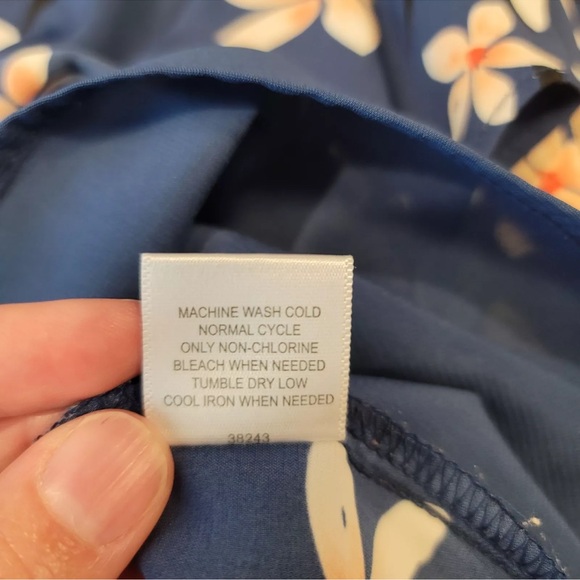 MACHINE WASH COLD
NORMAL CYCLE
ONLY NON-CHLORINE
BLEACH WHEN NEEDED
TUMBLE DRY LOW
COOL IRON WHEN NEEDED
38243